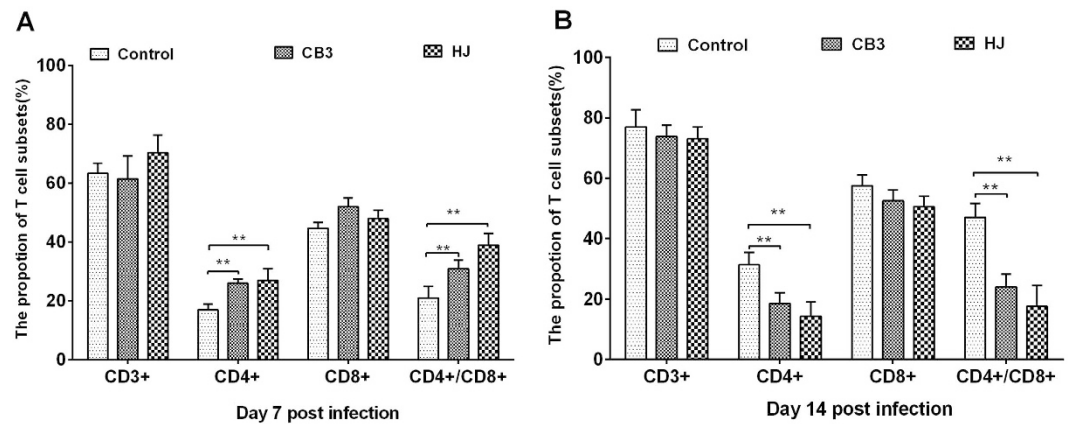 A
Control CB3 HJ
The propotion of T cell subsets(%)
100
80
60
40
20
0
** ** ** **
CD3+ CD4+ CD8+ CD4+/CD8+
Day 7 post infection
B
Control CB3 HJ
The propotion of T cell subsets(%)
100
80
60
40
20
0
** ** ** **
CD3+ CD4+ CD8+ CD4+/CD8+
Day 14 post infection